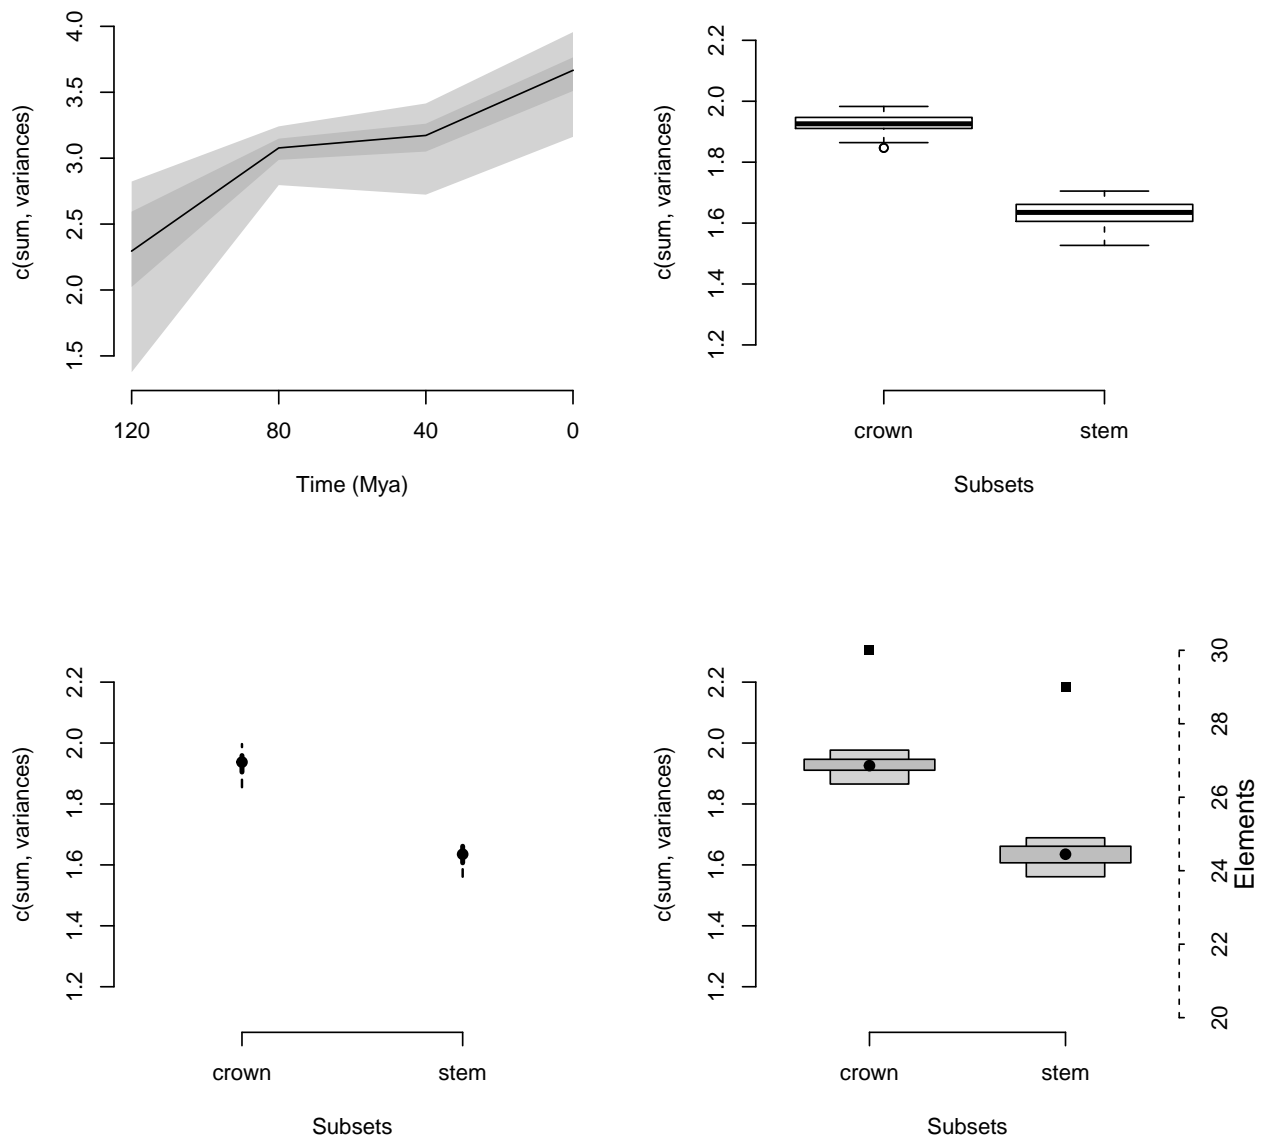 c(sum, variances)
4.0
3.5
3.0
2.5
2.0
1.5
120 80 40 0
Time (Mya)
c(sum, variances)
2.2
2.0
1.8
1.6
1.4
1.2
crown stem
Subsets
c(sum, variances)
2.2
2.0
1.8
1.6
1.4
1.2
crown stem
Subsets
c(sum, variances)
2.2
2.0
1.8
1.6
1.4
1.2
crown stem
Subsets
30
28
26
24
22
20
Elements